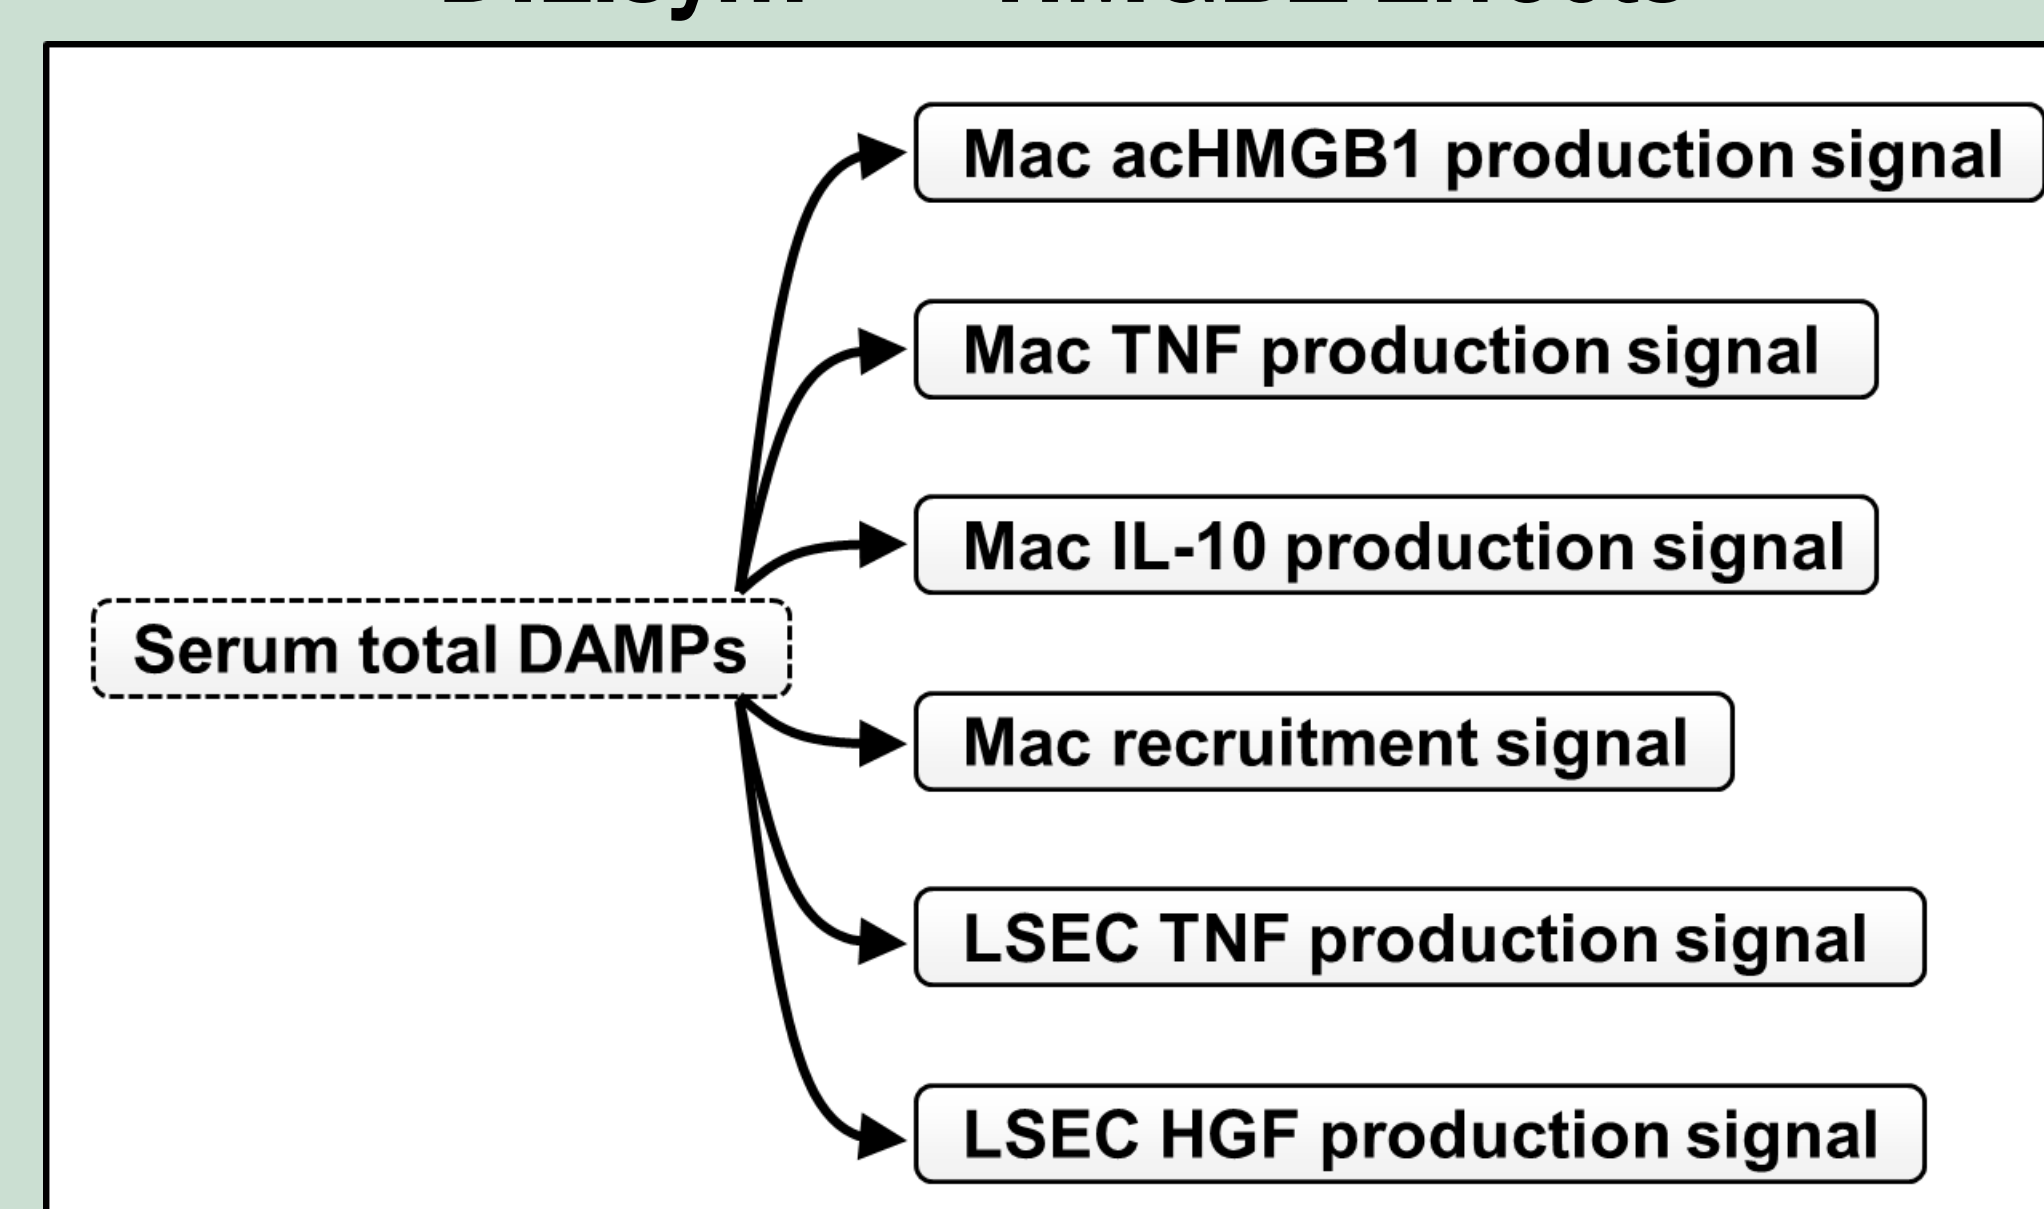 Mac acHMGB1 production signal
Mac TNF production signal
Mac IL-10 production signal
Serum total DAMPs
Mac recruitment signal
LSEC TNF production signal
LSEC HGF production signal